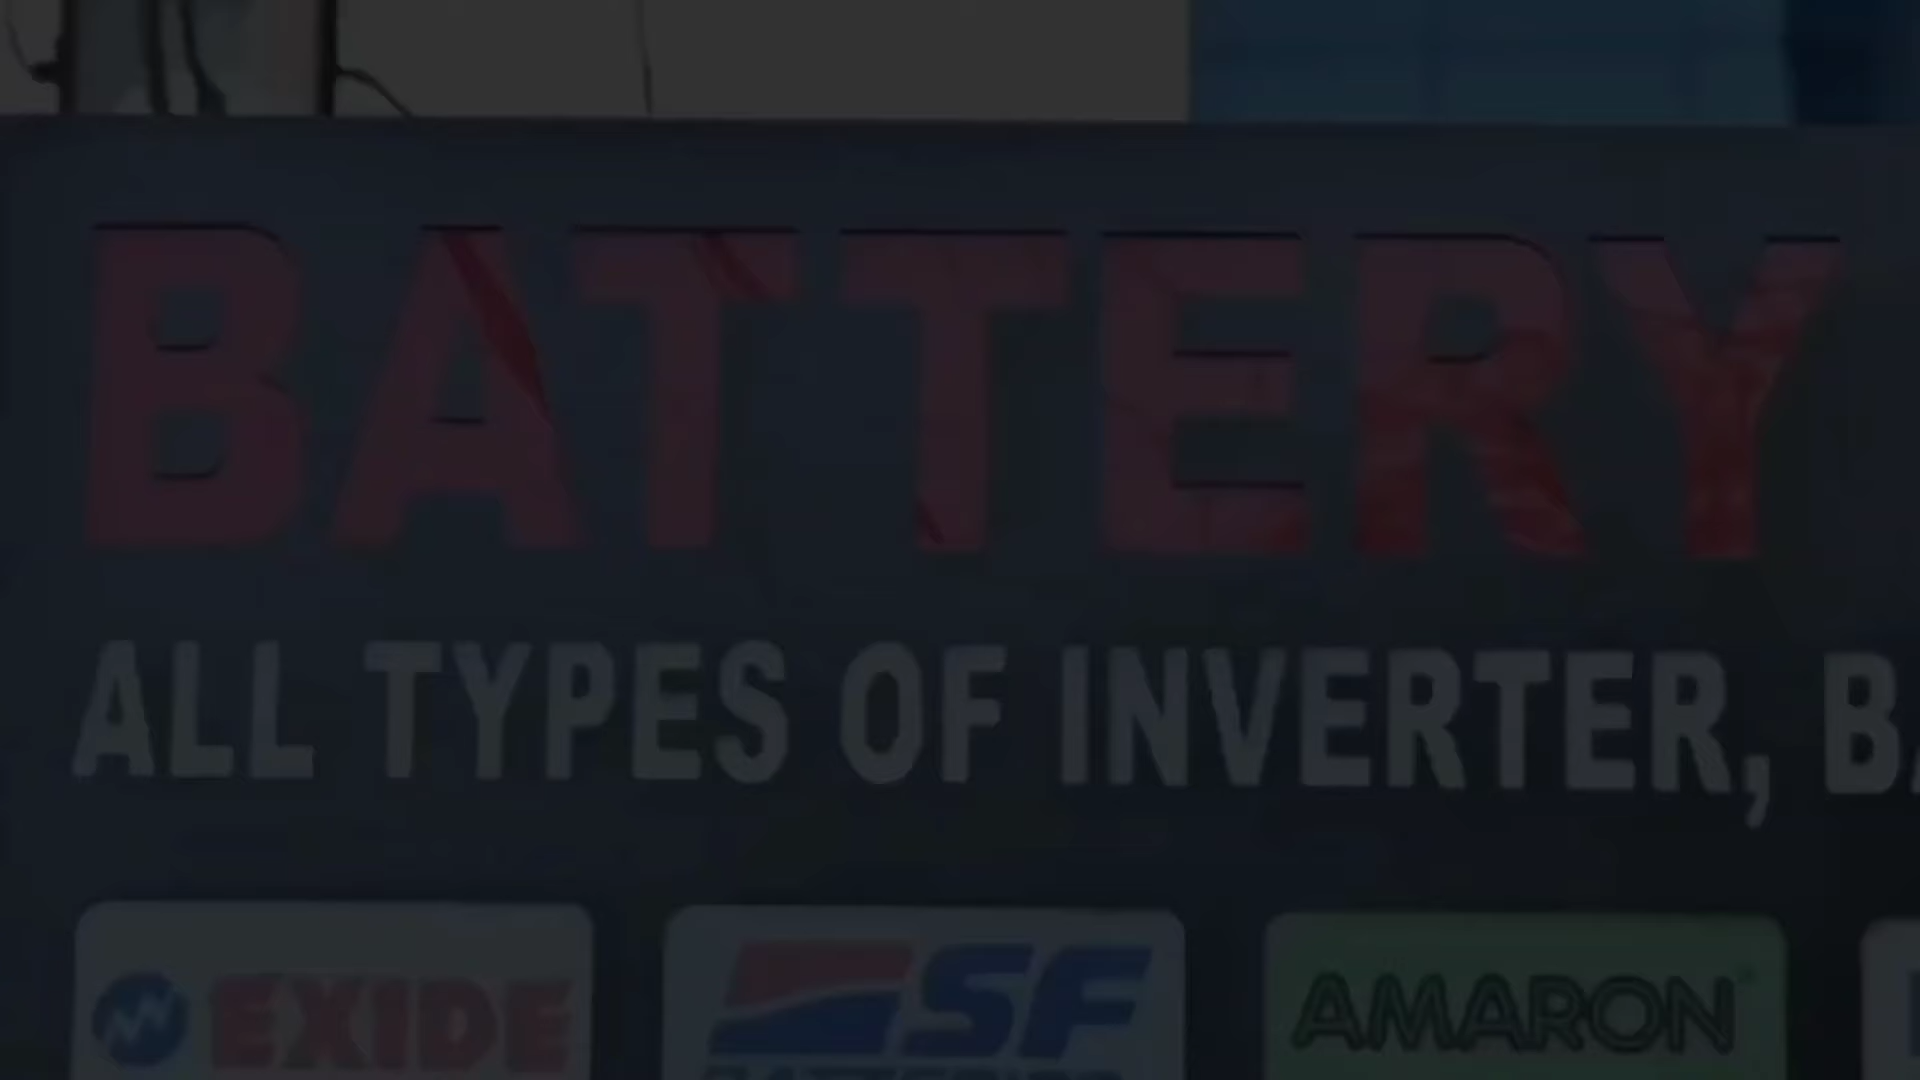 BATTERY
ALL TYPES OF INVERTER,
EXIDE
SF
AMARON